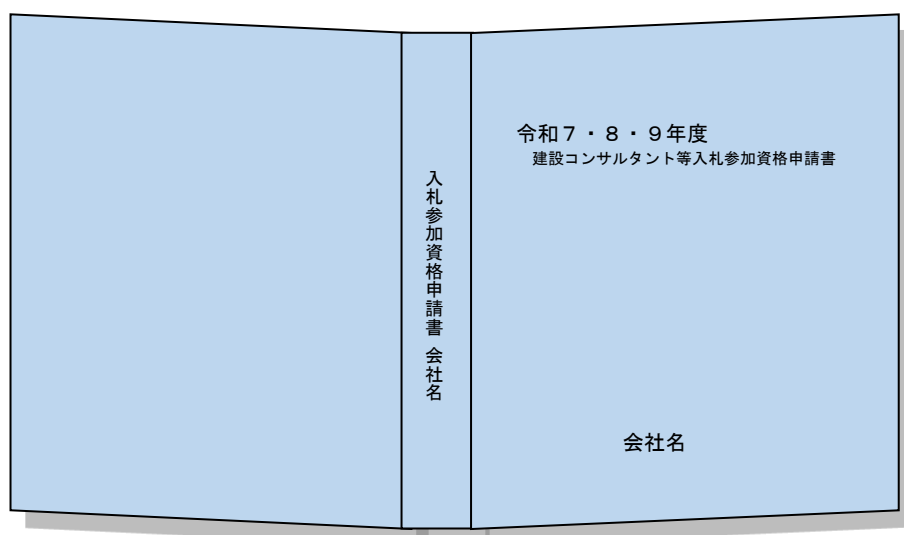 令和７・８・９年度
建設コンサルタント等入札参加資格申請書
入札参加資格申請書 会社名
会社名